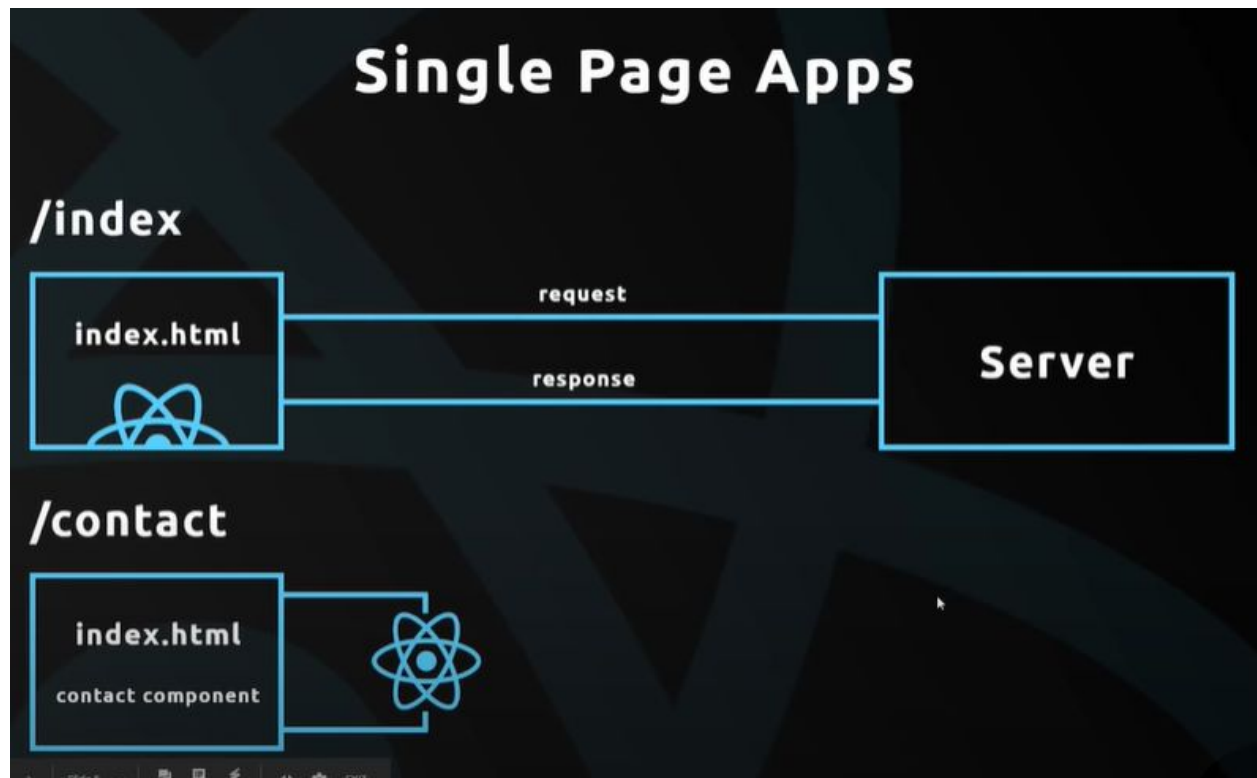 Single Page Apps
/index
index.html
request
response
Server
/contact
index.html
contact component